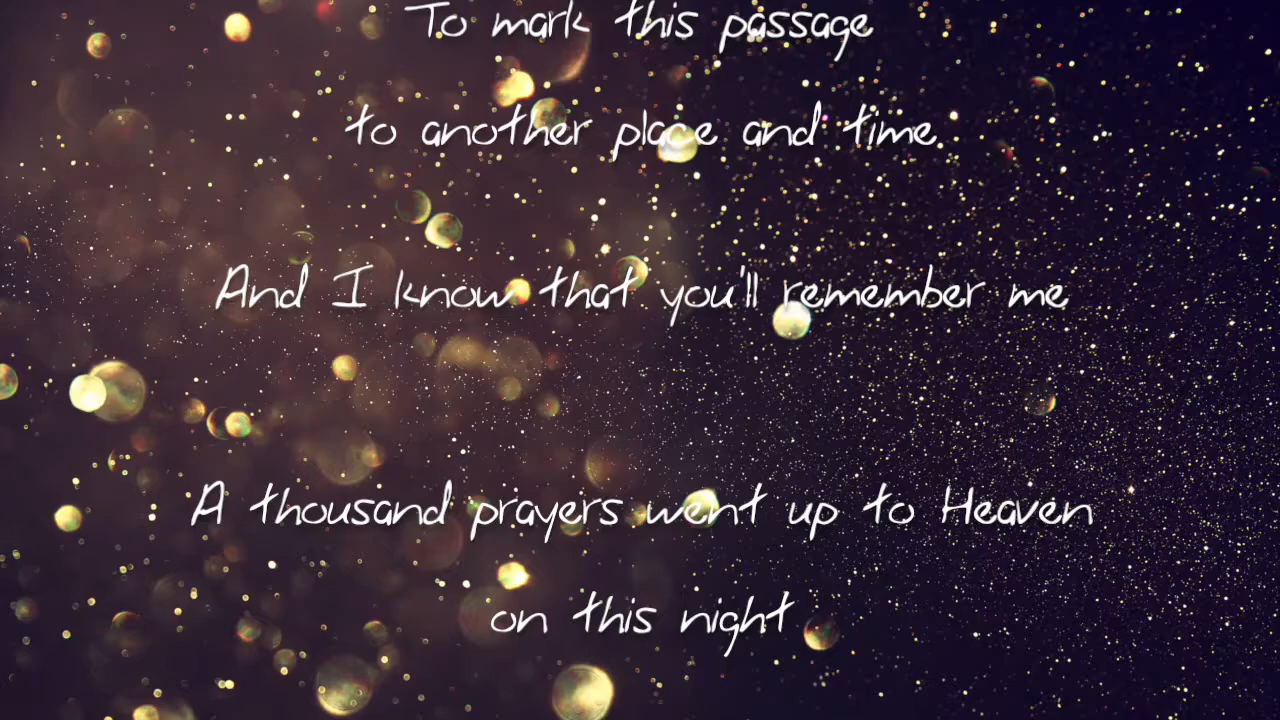 To mark this passage
to another place and time.
And I know that you'll remember me
A thousand prayers went up to Heaven
on this night